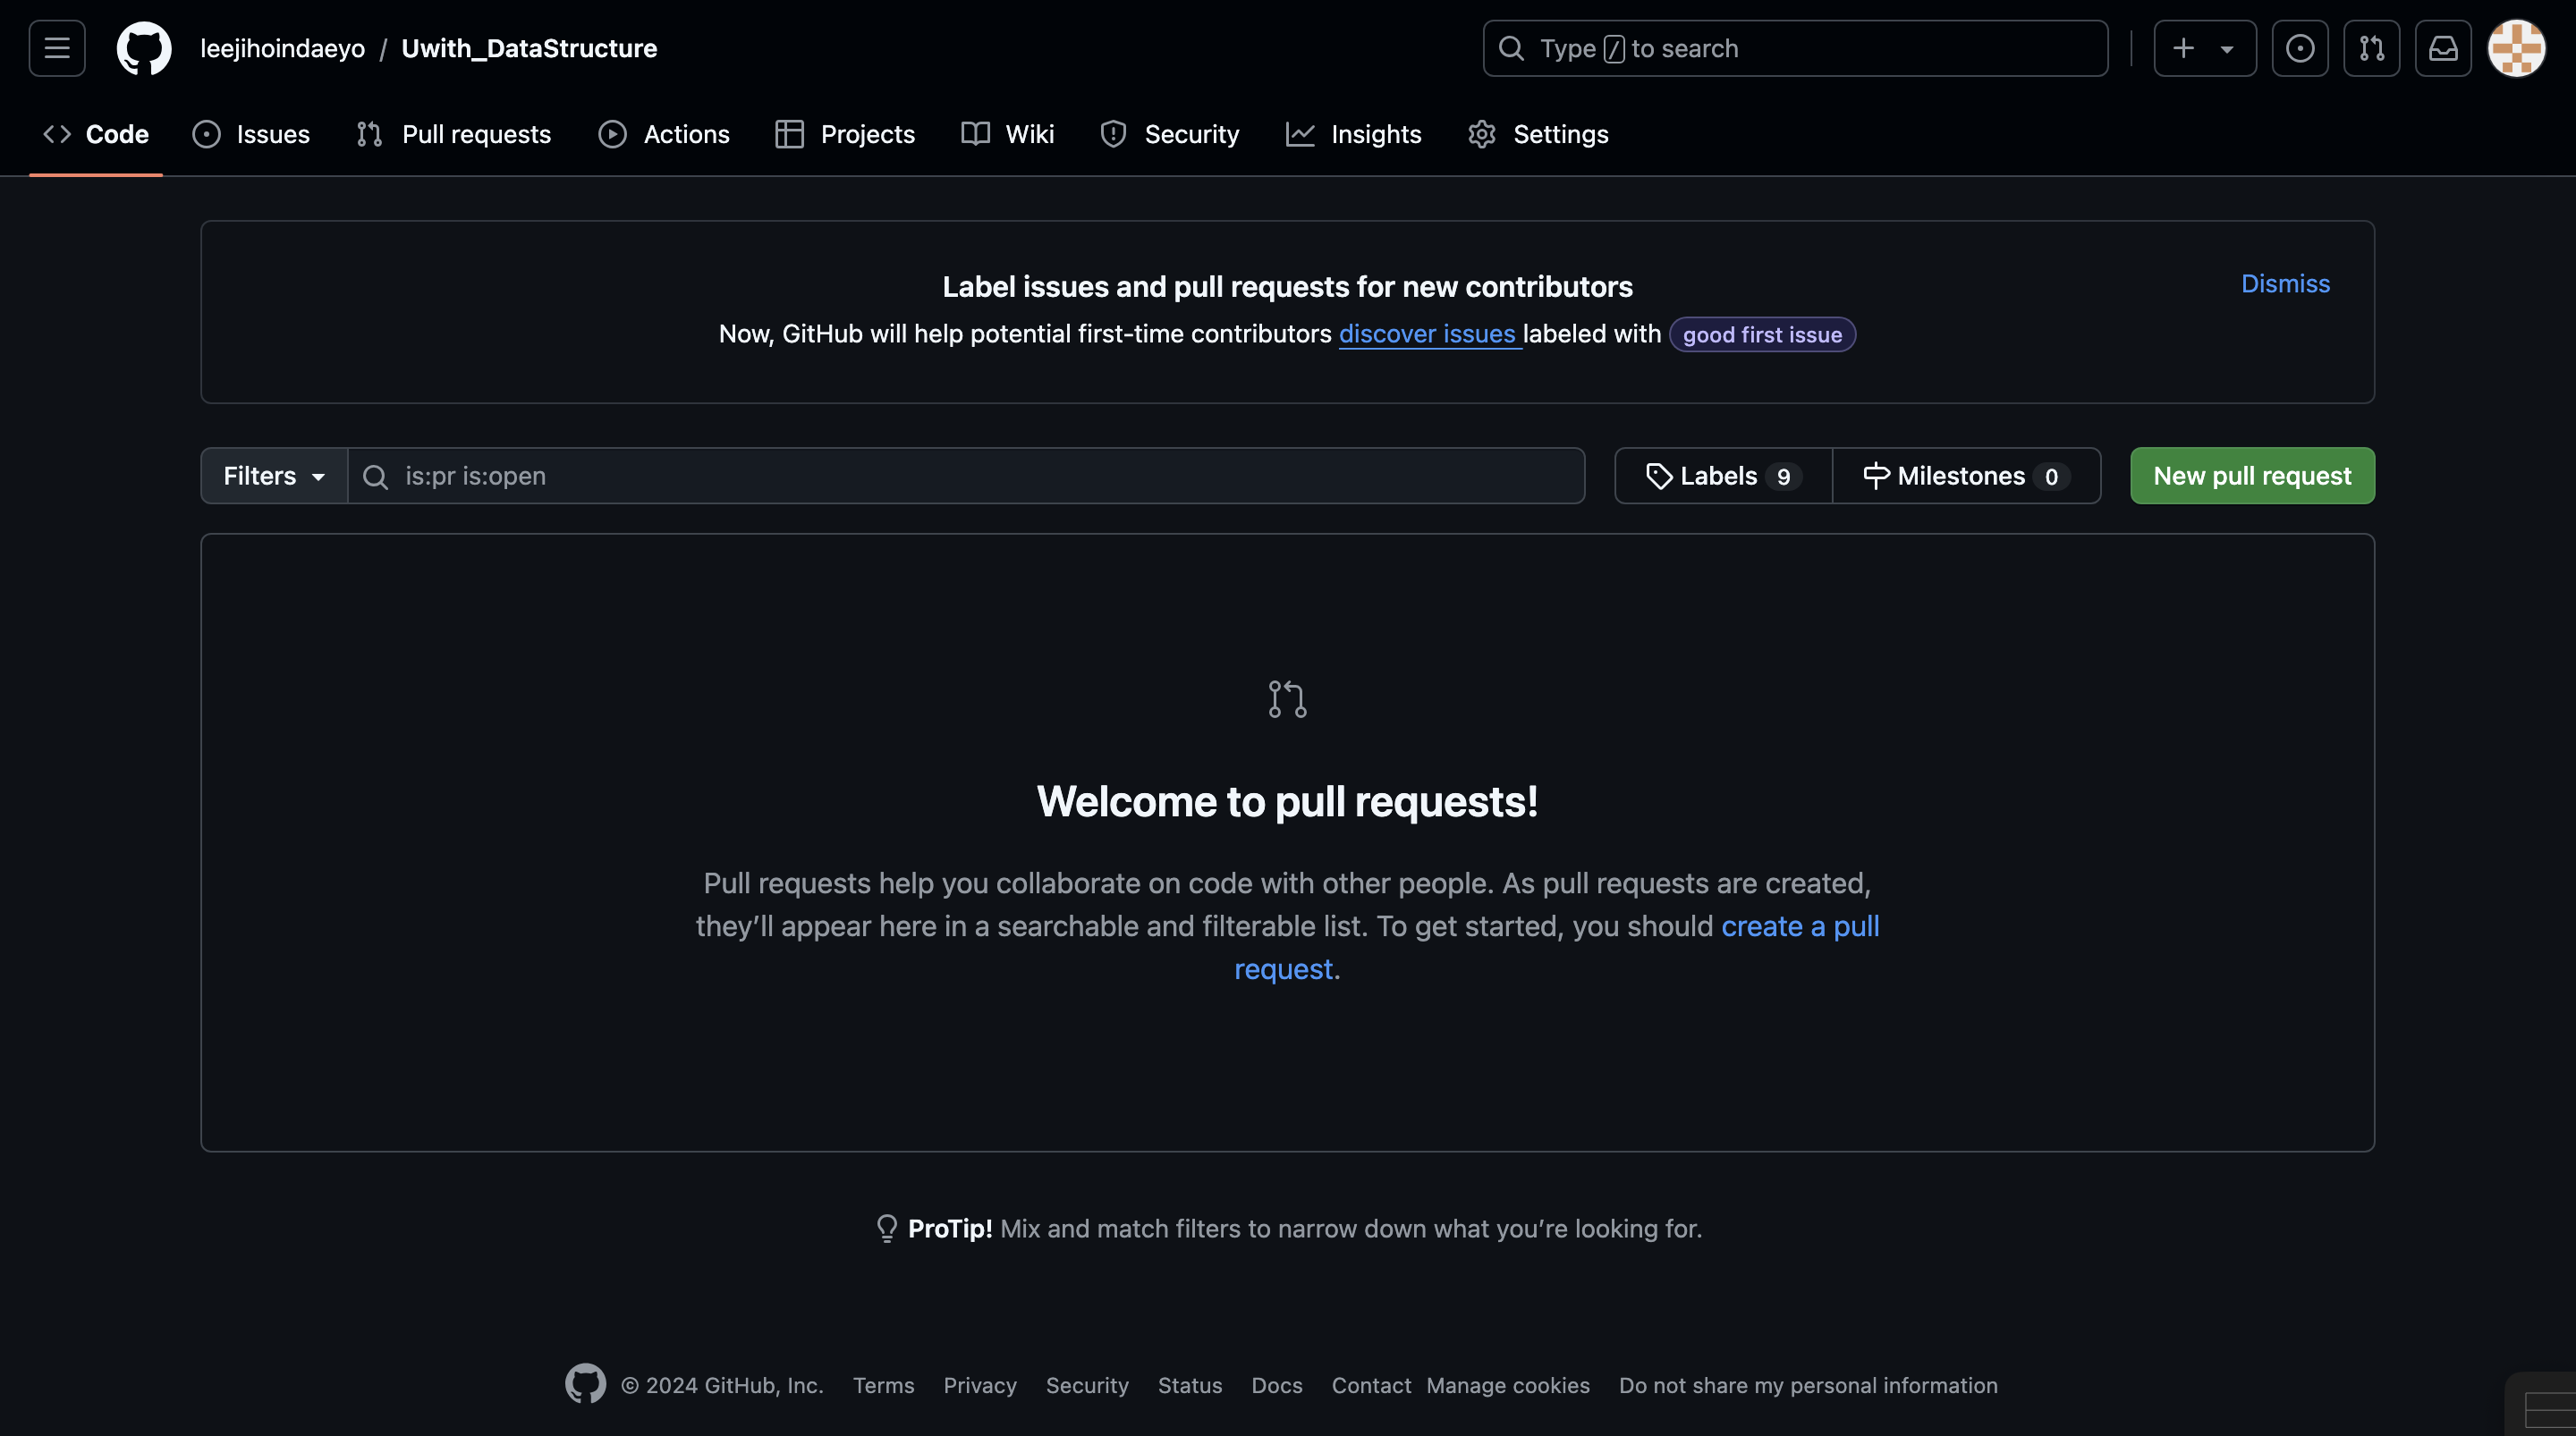 leejihoindaeyo / Uwith_DataStructure
Type / to search
Code Issues Pull requests Actions Projects Wiki Security Insights Settings
Label issues and pull requests for new contributors
Dismiss
Now, GitHub will help potential first-time contributors discover issues labeled with good first issue
Filters is:pr is:open Labels 9 Milestones 0 New pull request
Welcome to pull requests!
Pull requests help you collaborate on code with other people. As pull requests are created,
they’ll appear here in a searchable and filterable list. To get started, you should create a pull
request.
ProTip! Mix and match filters to narrow down what you’re looking for.
© 2024 GitHub, Inc. Terms Privacy Security Status Docs Contact Manage cookies Do not share my personal information